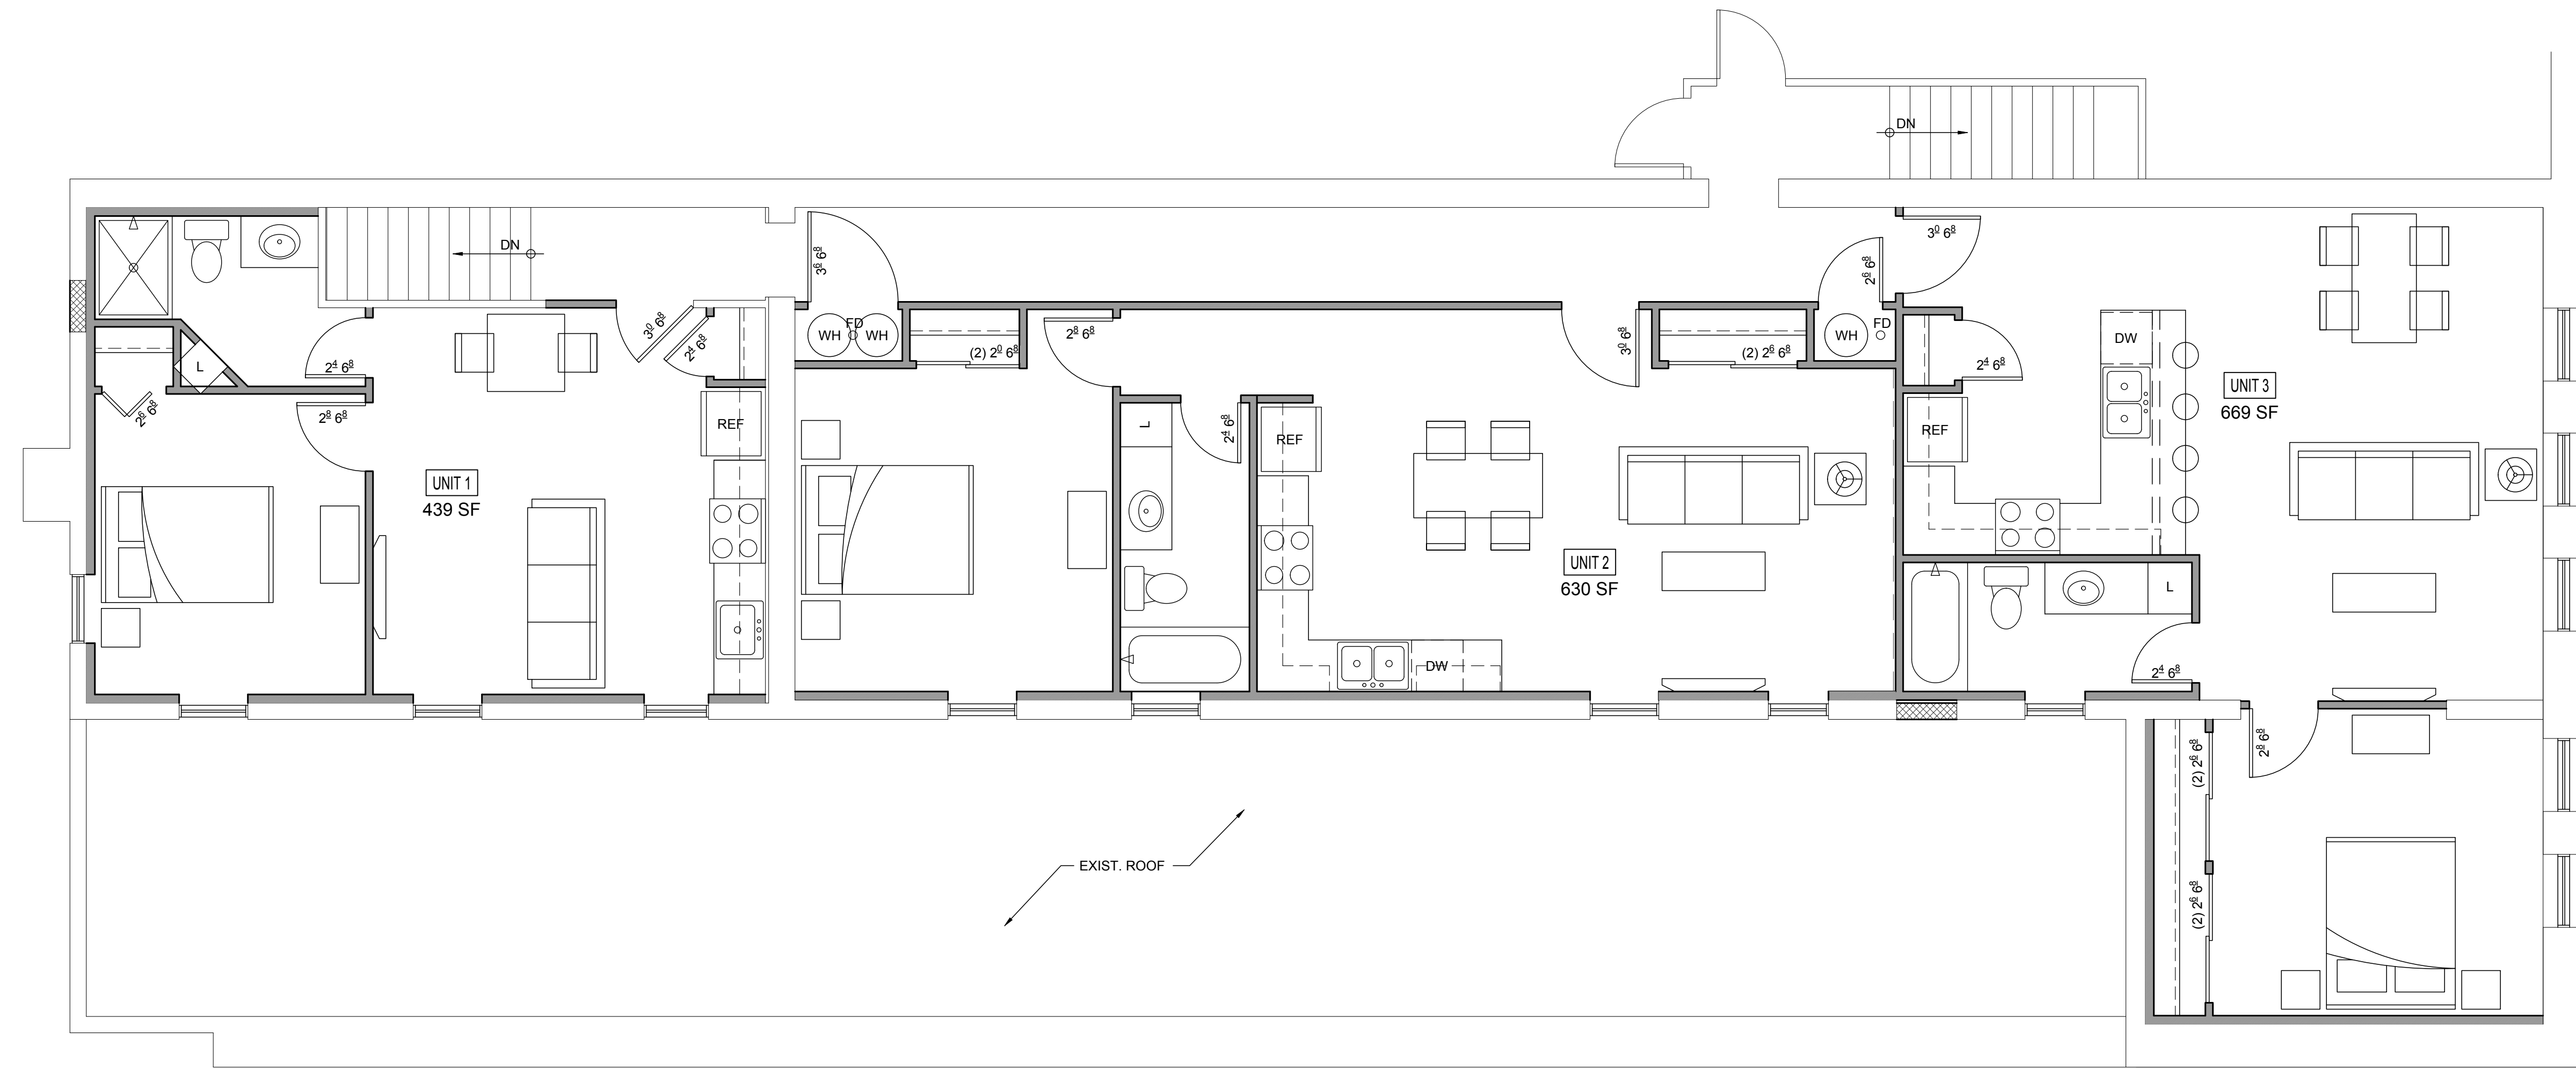 DN
DN
3⁰ 6⁸
3⁶ 6⁸
2⁶ 6⁸
3⁰ 6⁸
2⁴ 6⁸
WH
FD
WH
(2) 2⁰ 6⁸
2⁸ 6⁸
3⁰ 6⁸
(2) 2⁶ 6⁸
WH
FD
DW
L
2⁴ 6⁸
2⁴ 6⁸
UNIT 3
669 SF
2⁶ 6⁸
2⁸ 6⁸
REF
L
2⁴ 6⁸
REF
REF
UNIT 1
439 SF
UNIT 2
630 SF
L
DW
2⁴ 6⁸
2⁸ 6⁸
(2) 2⁶ 6⁸
EXIST. ROOF
(2) 2⁶ 6⁸